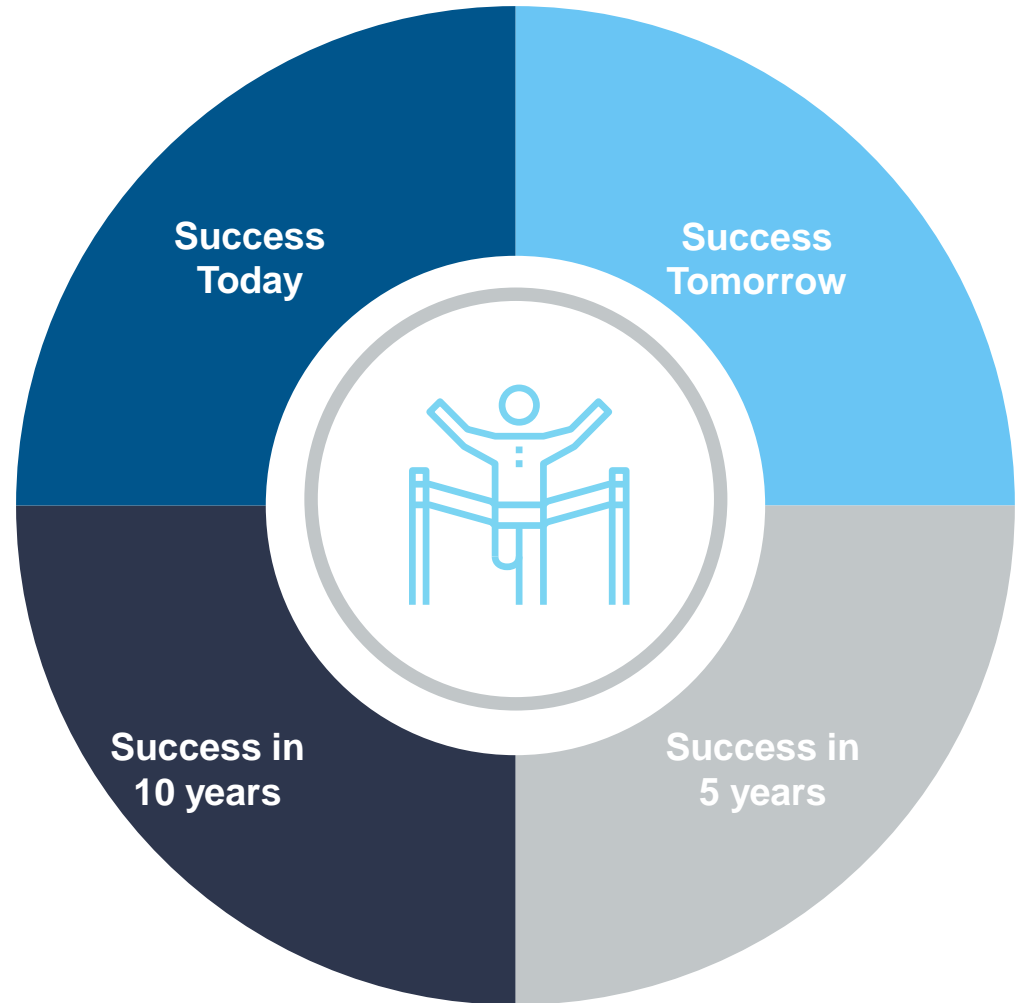 Success
Today
Success
Tomorrow
Success in
10 years
Success in
5 years